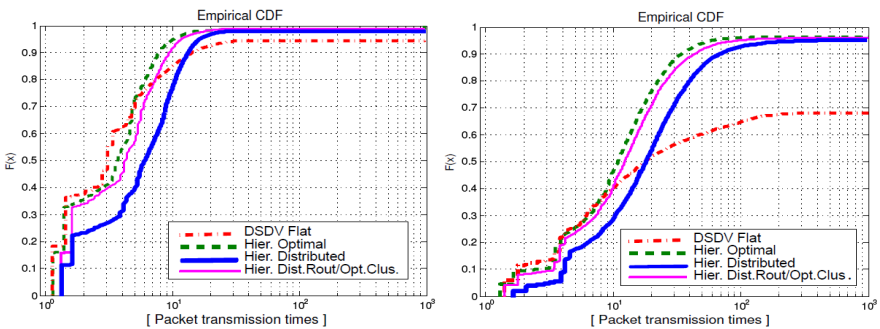 Empirical CDF
1
0.9
0.8
0.7
0.6
0.5
0.4
0.3
0.2
0.1
0
F(x)
10^0
10^1
10^2
10^3
[ Packet transmission times ]
DSDV Flat
Hier. Optimal
Hier. Distributed
Hier. Dist.Rout/Opt.Clus.
Empirical CDF
1
0.9
0.8
0.7
0.6
0.5
0.4
0.3
0.2
0.1
0
F(x)
10^0
10^1
10^2
10^3
[ Packet transmission times ]
DSDV Flat
Hier. Optimal
Hier. Distributed
Hier. Dist.Rout/Opt.Clus.